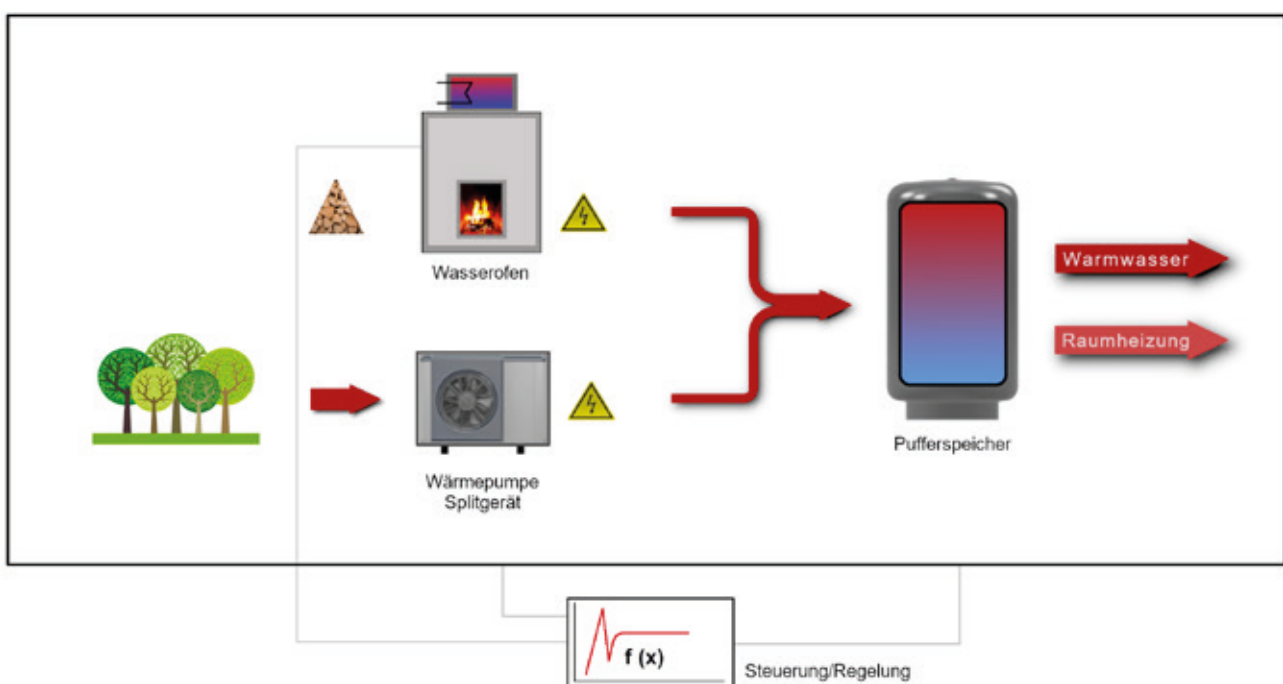 Wasserofen
Warmwasser
Raumheizung
Wärmepumpe
Splitgerät
Pufferspeicher
f (x)
Steuerung/Regelung